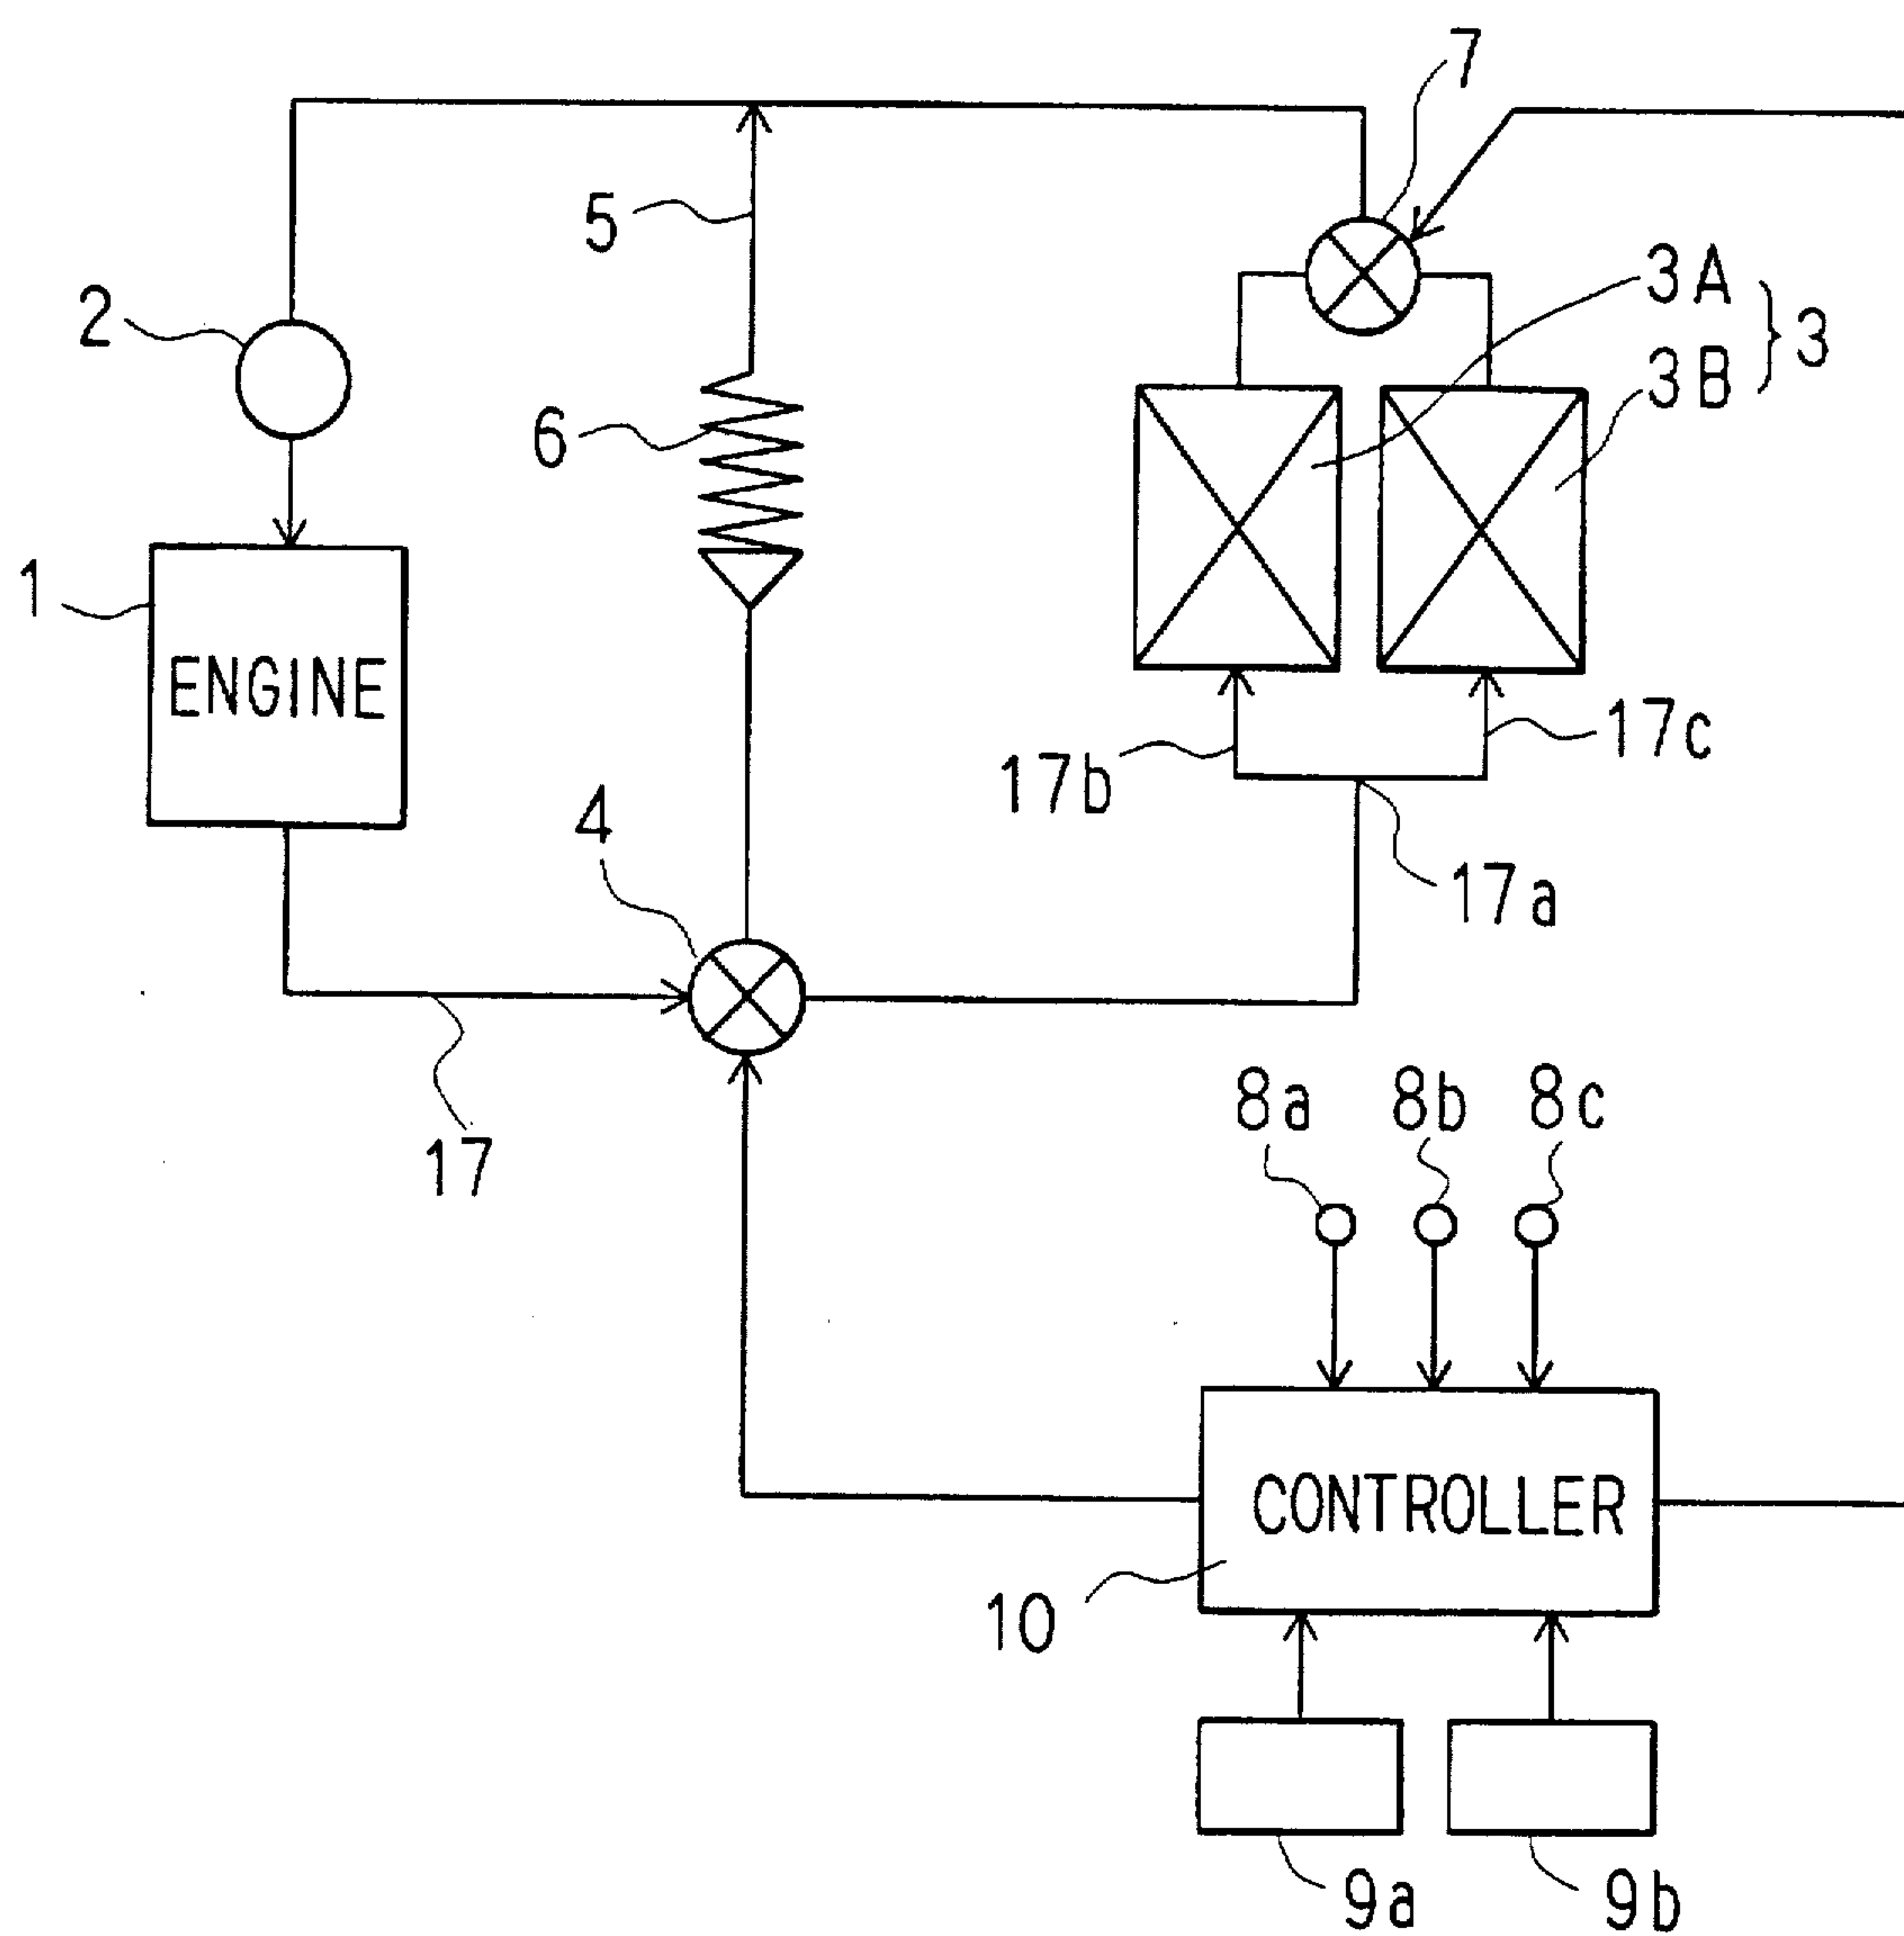 7
5
3A
3
2
3B
6
1
ENGINE
17c
17b
4
17a
8a 8b 8c
17
CONTROLLER
10
9a 9b